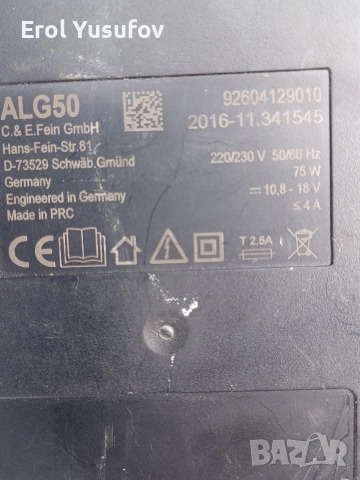 Erol Yusufov
ALG50
92604129010
C.& E.Fein GmbH
2016-11.341545
Hans-Fein-Str.81
D-73529 Schwäb.Gmünd
220/230 V 50/60 Hz
Germany
75 W
Engineered in Germany
10,8 - 18 V
Made in PRC
≤ 4 A
CE
T 2.5A
BAZAR
bg